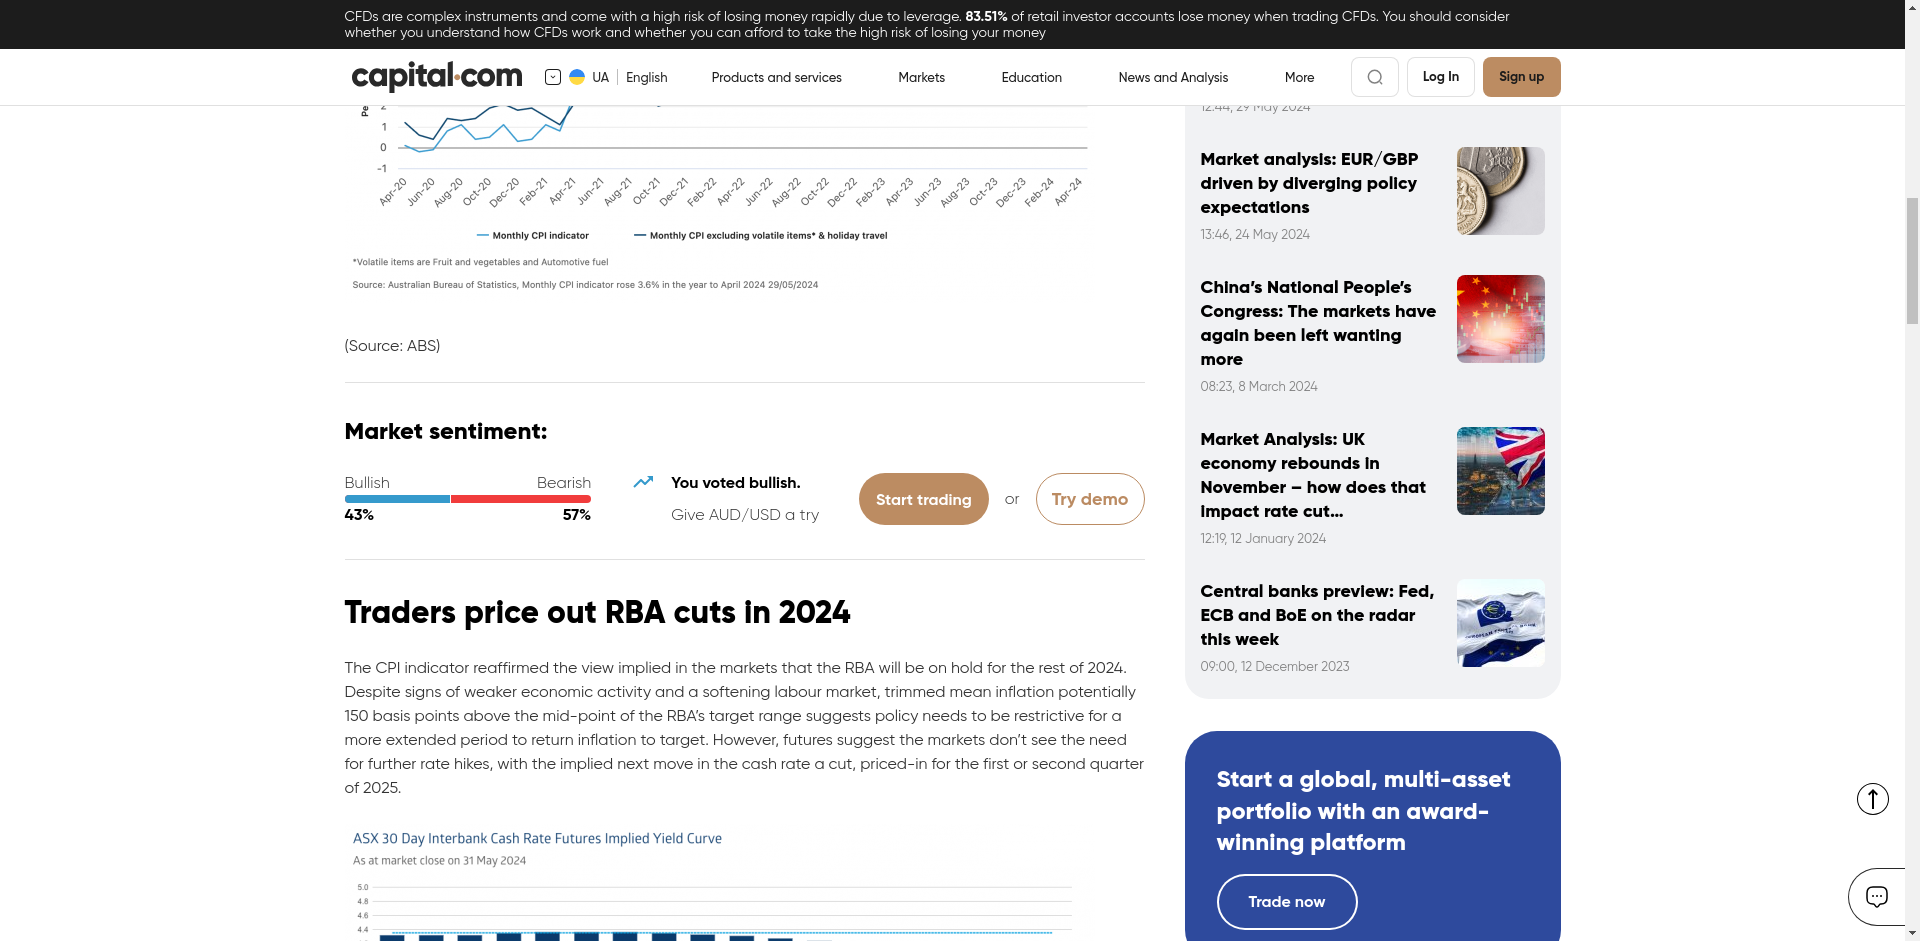 CFDs are complex instruments and come with a high risk of losing money rapidly due to leverage. 83.51% of retail investor accounts lose money when trading CFDs. You should consider
whether you understand how CFDs work and whether you can afford to take the high risk of losing your money
capital.com
UA
English
Products and services
Markets
Education
News and Analysis
More
Log In
Sign up
Pe
2
1
0
-1
Apr-20
Jun-20
Aug-20
Oct-20
Dec-20
Feb-21
Apr-21
Jun-21
Aug-21
Oct-21
Dec-21
Feb-22
Apr-22
Jun-22
Aug-22
Oct-22
Dec-22
Feb-23
Apr-23
Jun-23
Aug-23
Oct-23
Dec-23
Feb-24
Apr-24
Monthly CPI indicator
Monthly CPI excluding volatile items* & holiday travel
*Volatile items are Fruit and vegetables and Automotive fuel
Source: Australian Bureau of Statistics, Monthly CPI indicator rose 3.6% in the year to April 2024 29/05/2024
(Source: ABS)
Market sentiment:
Bullish
Bearish
43%
57%
You voted bullish.
Give AUD/USD a try
Start trading
or
Try demo
Traders price out RBA cuts in 2024
The CPI indicator reaffirmed the view implied in the markets that the RBA will be on hold for the rest of 2024.
Despite signs of weaker economic activity and a softening labour market, trimmed mean inflation potentially
150 basis points above the mid-point of the RBA’s target range suggests policy needs to be restrictive for a
more extended period to return inflation to target. However, futures suggest the markets don’t see the need
for further rate hikes, with the implied next move in the cash rate a cut, priced-in for the first or second quarter
of 2025.
ASX 30 Day Interbank Cash Rate Futures Implied Yield Curve
As at market close on 31 May 2024
5.0
4.8
4.6
4.4
12:44, 29 May 2024
Market analysis: EUR/GBP
driven by diverging policy
expectations
13:46, 24 May 2024
China’s National People’s
Congress: The markets have
again been left wanting
more
08:23, 8 March 2024
Market Analysis: UK
economy rebounds in
November – how does that
impact rate cut...
12:19, 12 January 2024
Central banks preview: Fed,
ECB and BoE on the radar
this week
09:00, 12 December 2023
Start a global, multi-asset
portfolio with an award-
winning platform
Trade now